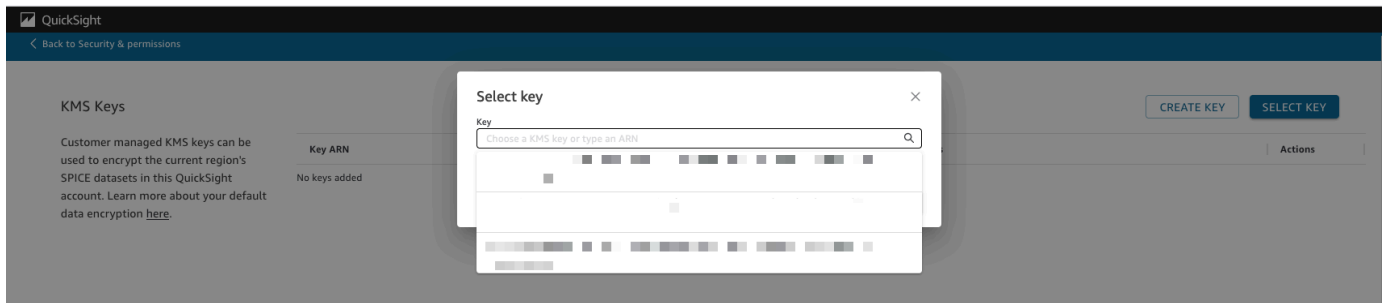 QuickSight
Back to Security & permissions
KMS Keys
Customer managed KMS keys can be
used to encrypt the current region's
SPICE datasets in this QuickSight
account. Learn more about your default
data encryption here.
CREATE KEY
SELECT KEY
Key ARN
Actions
No keys added
Select key
Key
Choose a KMS key or type an ARN